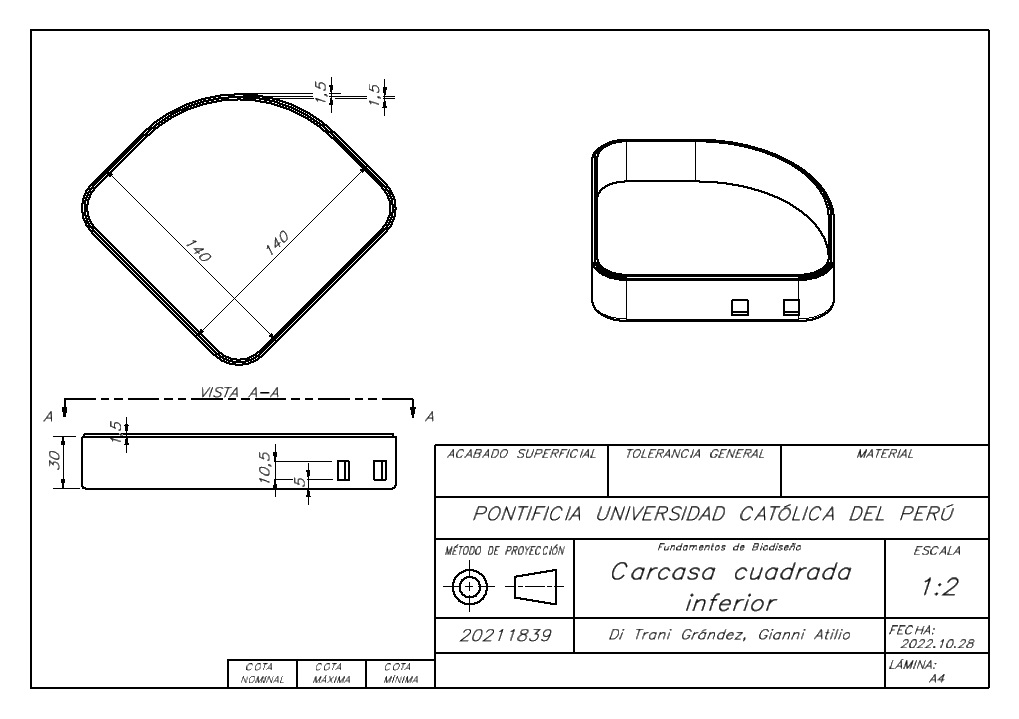 1,5
1,5
140
140
VISTA A-A
A
A
1,5
30
10,5
5
ACABADO SUPERFICIAL
TOLERANCIA GENERAL
MATERIAL
PONTIFICIA UNIVERSIDAD CATÓLICA DEL PERÚ
MÉTODO DE PROYECCIÓN
Fundamentos de Biodiseño
Carcasa cuadrada
inferior
ESCALA
1:2
20211839
Di Trani Grández, Gianni Atilio
FECHA:
2022.10.28
COTA
NOMINAL
COTA
MÁXIMA
COTA
MÍNIMA
LÁMINA:
A4